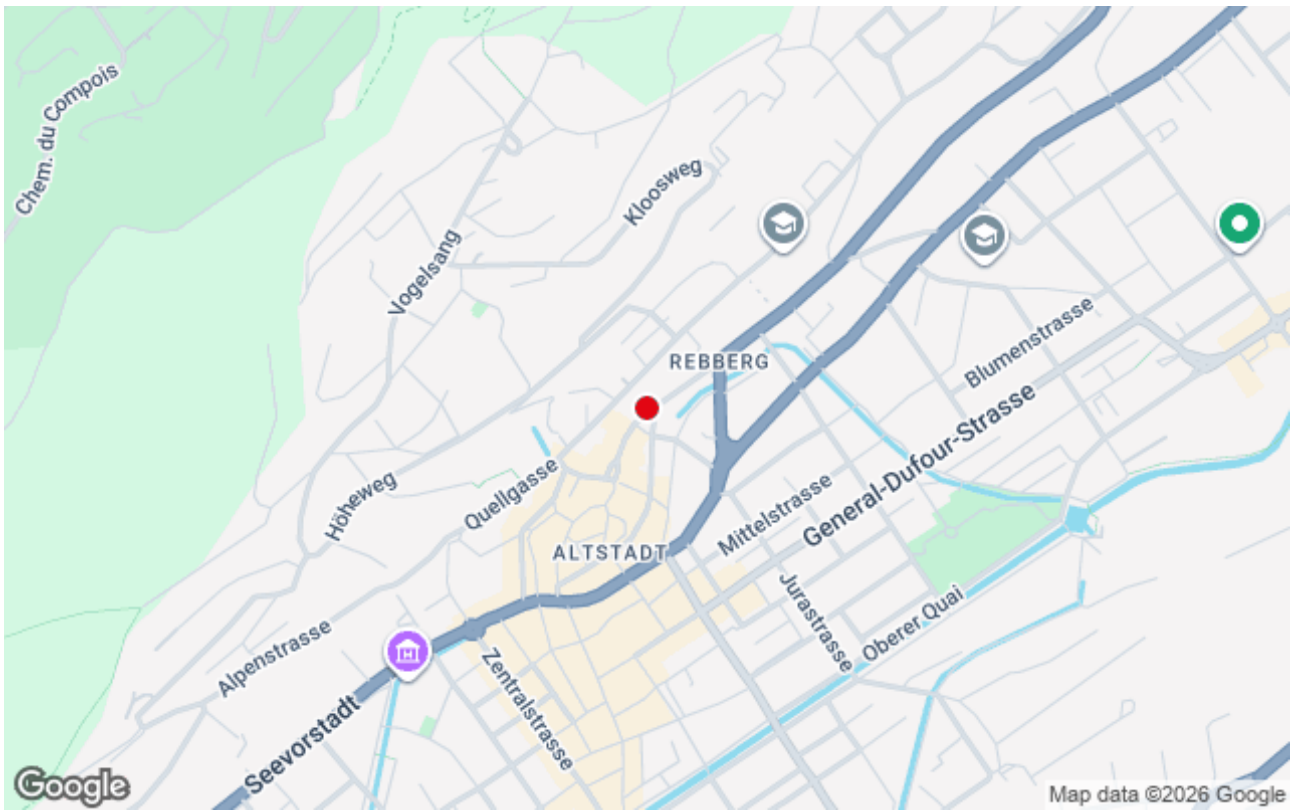 Chem. du Compois
Kloosweg
Vogelsang
REBBERG
Blumenstrasse
General-Dufour-Strasse
Höheweg
Quellgasse
Mittelstrasse
ALTSTADT
Jurastrasse
Oberer Quai
Alpenstrasse
Zentralstrasse
Seevorstadt
Google
Map data ©2026 Google